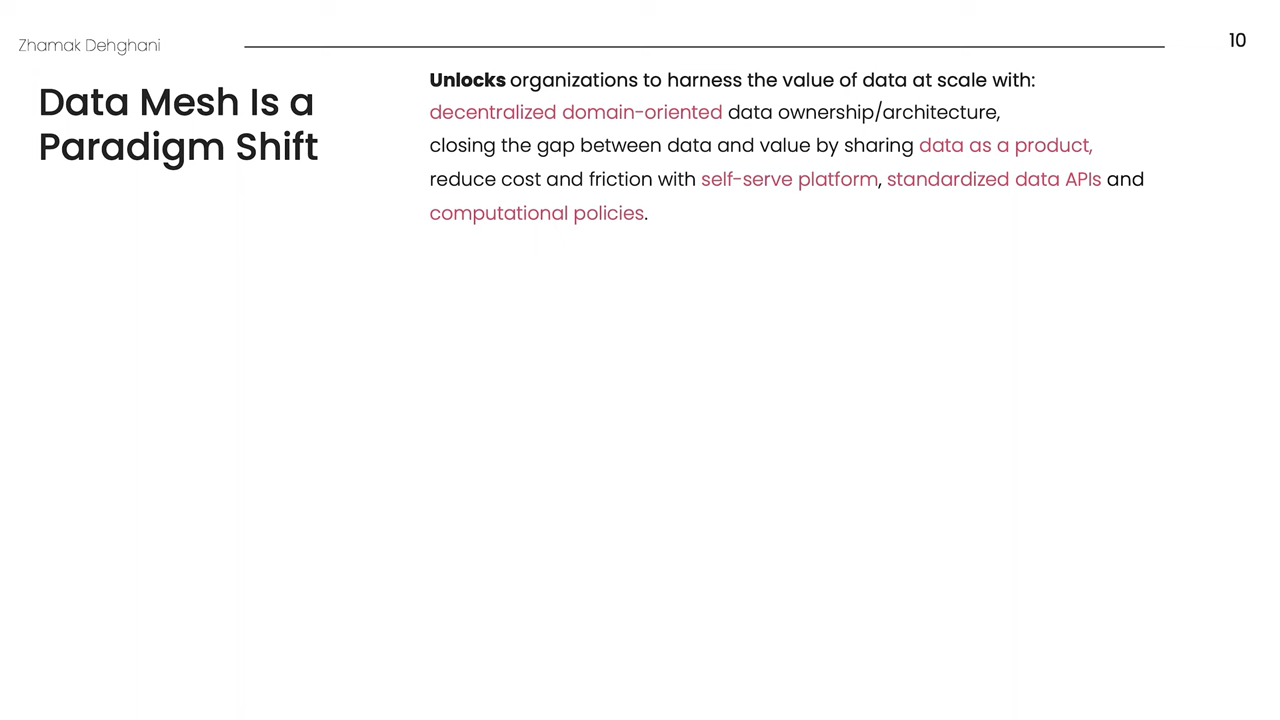 Zhamak Dehghani
10
Data Mesh Is a
Paradigm Shift
Unlocks organizations to harness the value of data at scale with:
decentralized domain-oriented data ownership/architecture,
closing the gap between data and value by sharing data as a product,
reduce cost and friction with self-serve platform, standardized data APIs and
computational policies.